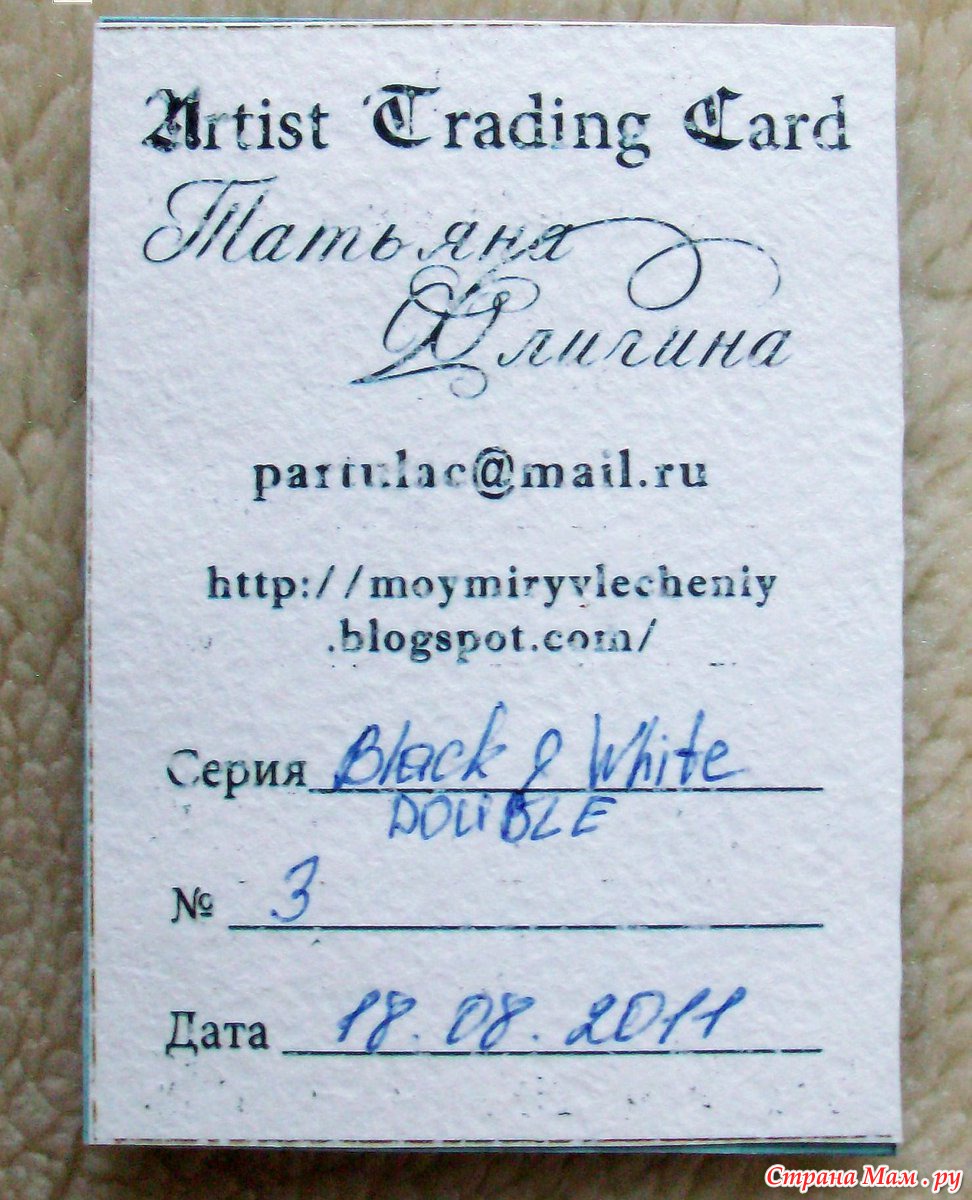 Artist Trading Card
Татьяна
Флигина
partulac@mail.ru
http://moymiryvlecheniy
.blogspot.com/
Серия Black & White
DOUBLE
№ 3
Дата 18.08.2011
Страна Мам.ру